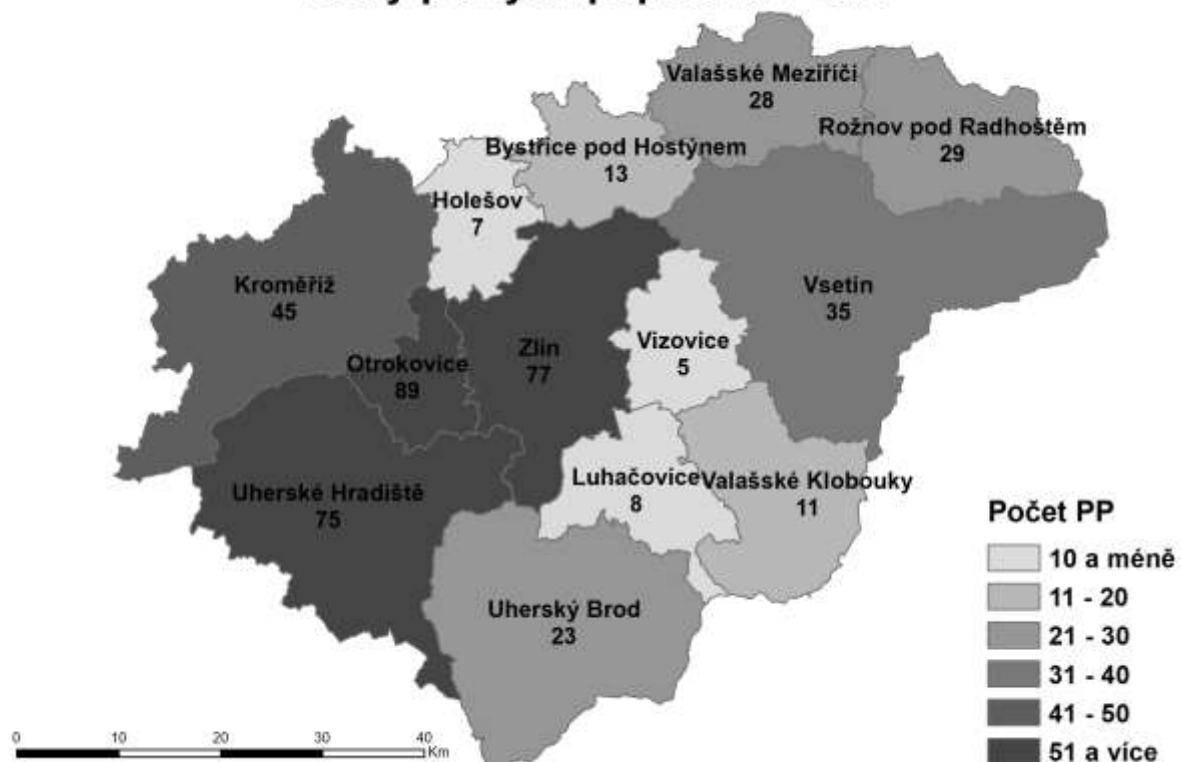 Valašské Meziříčí
28
Rožnov pod Radhoštěm
29
Bystřice pod Hostýnem
13
Holešov
7
Kroměříž
45
Vsetín
35
Otrokovice
89
Zlín
77
Vizovice
5
Uherské Hradiště
75
Luhačovice
8
Valašské Klobouky
11
Uherský Brod
23
Počet PP
10 a méně
11 - 20
21 - 30
31 - 40
41 - 50
51 a více
0 10 20 30 40
Km